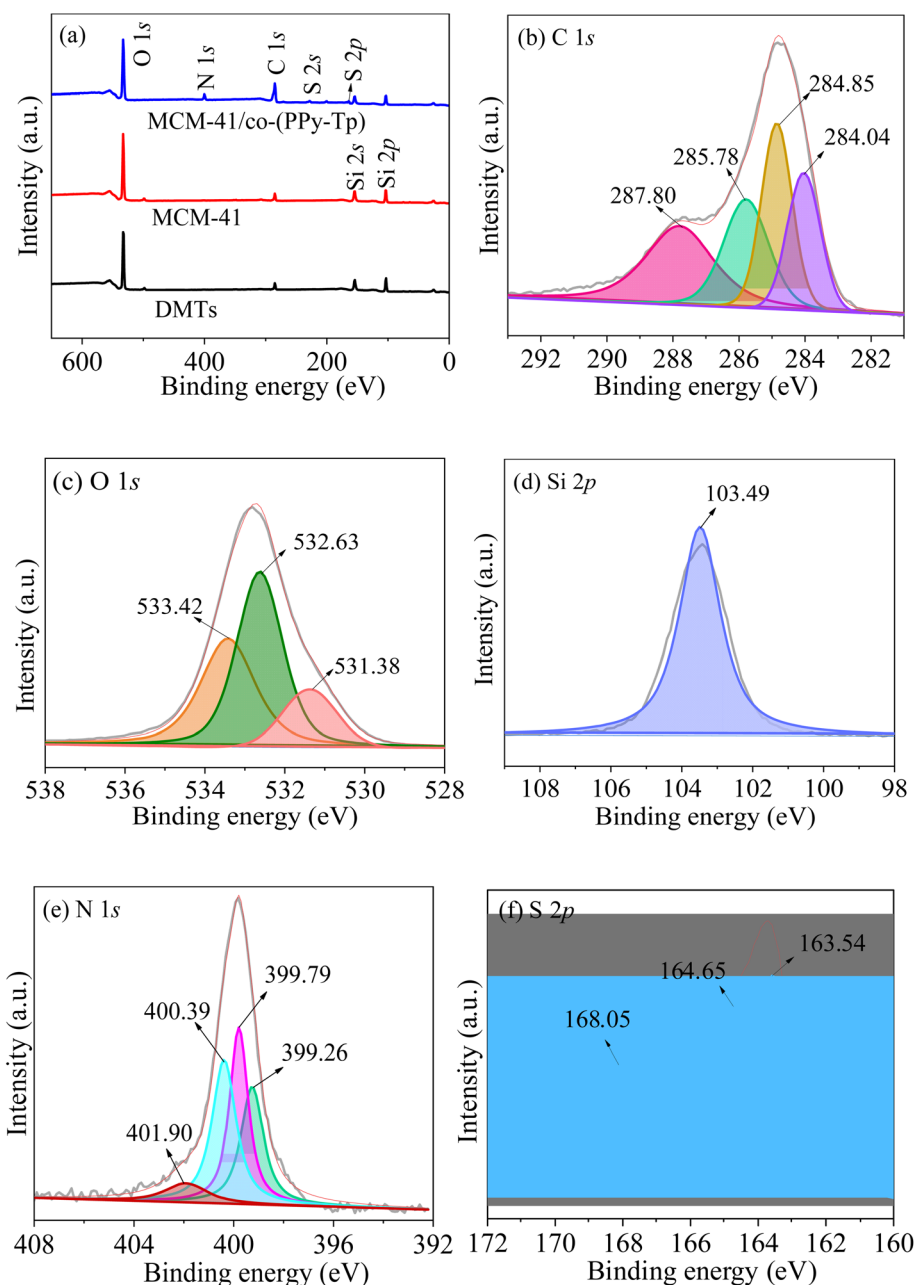 (a)
O 1s
N 1s
C 1s
S 2s
S 2p
MCM-41/co-(PPy-Tp)
Si 2s
Si 2p
MCM-41
DMTs
Intensity (a.u.)
600 400 200 0
Binding energy (eV)
(b) C 1s
284.85
284.04
285.78
287.80
Intensity (a.u.)
292 290 288 286 284 282
Binding energy (eV)
(c) O 1s
532.63
533.42
531.38
Intensity (a.u.)
538 536 534 532 530 528
Binding energy (eV)
(d) Si 2p
103.49
Intensity (a.u.)
108 106 104 102 100 98
Binding energy (eV)
(e) N 1s
399.79
400.39
399.26
401.90
Intensity (a.u.)
408 404 400 396 392
Binding energy (eV)
(f) S 2p
163.54
164.65
168.05
Intensity (a.u.)
172 170 168 166 164 162 160
Binding energy (eV)